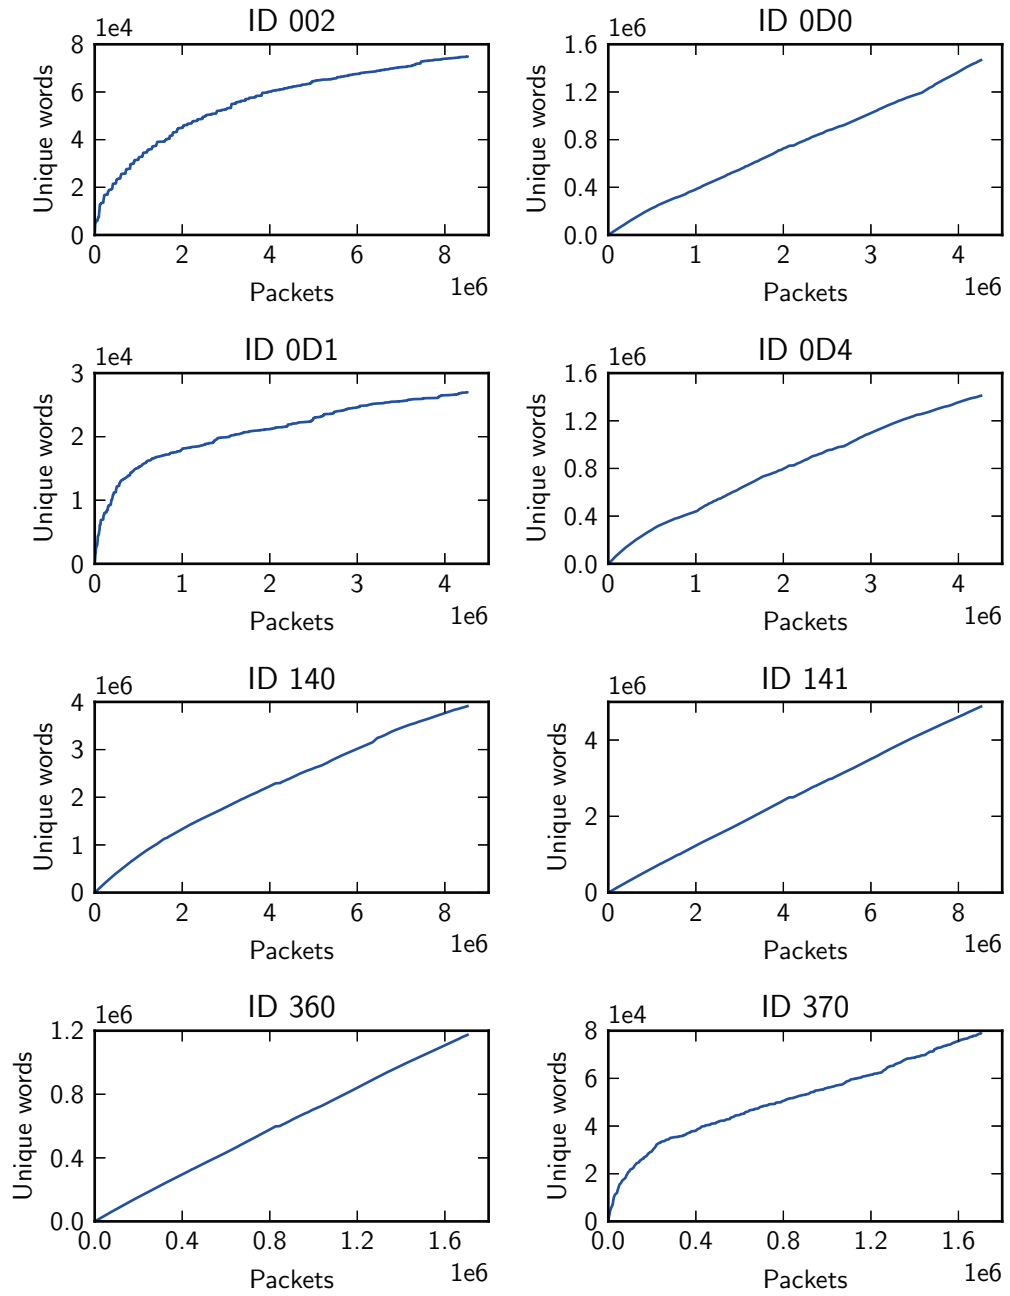 ID 002
1e4
Unique words
8
6
4
2
0
0 2 4 6 8
1e6
Packets
ID 0D0
1e6
Unique words
1.6
1.2
0.8
0.4
0.0
0 1 2 3 4
1e6
Packets
ID 0D1
1e4
Unique words
3
2
1
0
0 1 2 3 4
1e6
Packets
ID 0D4
1e6
Unique words
1.6
1.2
0.8
0.4
0.0
0 1 2 3 4
1e6
Packets
ID 140
1e6
Unique words
4
3
2
1
0
0 2 4 6 8
1e6
Packets
ID 141
1e6
Unique words
4
2
0
0 2 4 6 8
1e6
Packets
ID 360
1e6
Unique words
1.2
0.8
0.4
0.0
0.0 0.4 0.8 1.2 1.6
1e6
Packets
ID 370
1e4
Unique words
8
6
4
2
0
0.0 0.4 0.8 1.2 1.6
1e6
Packets